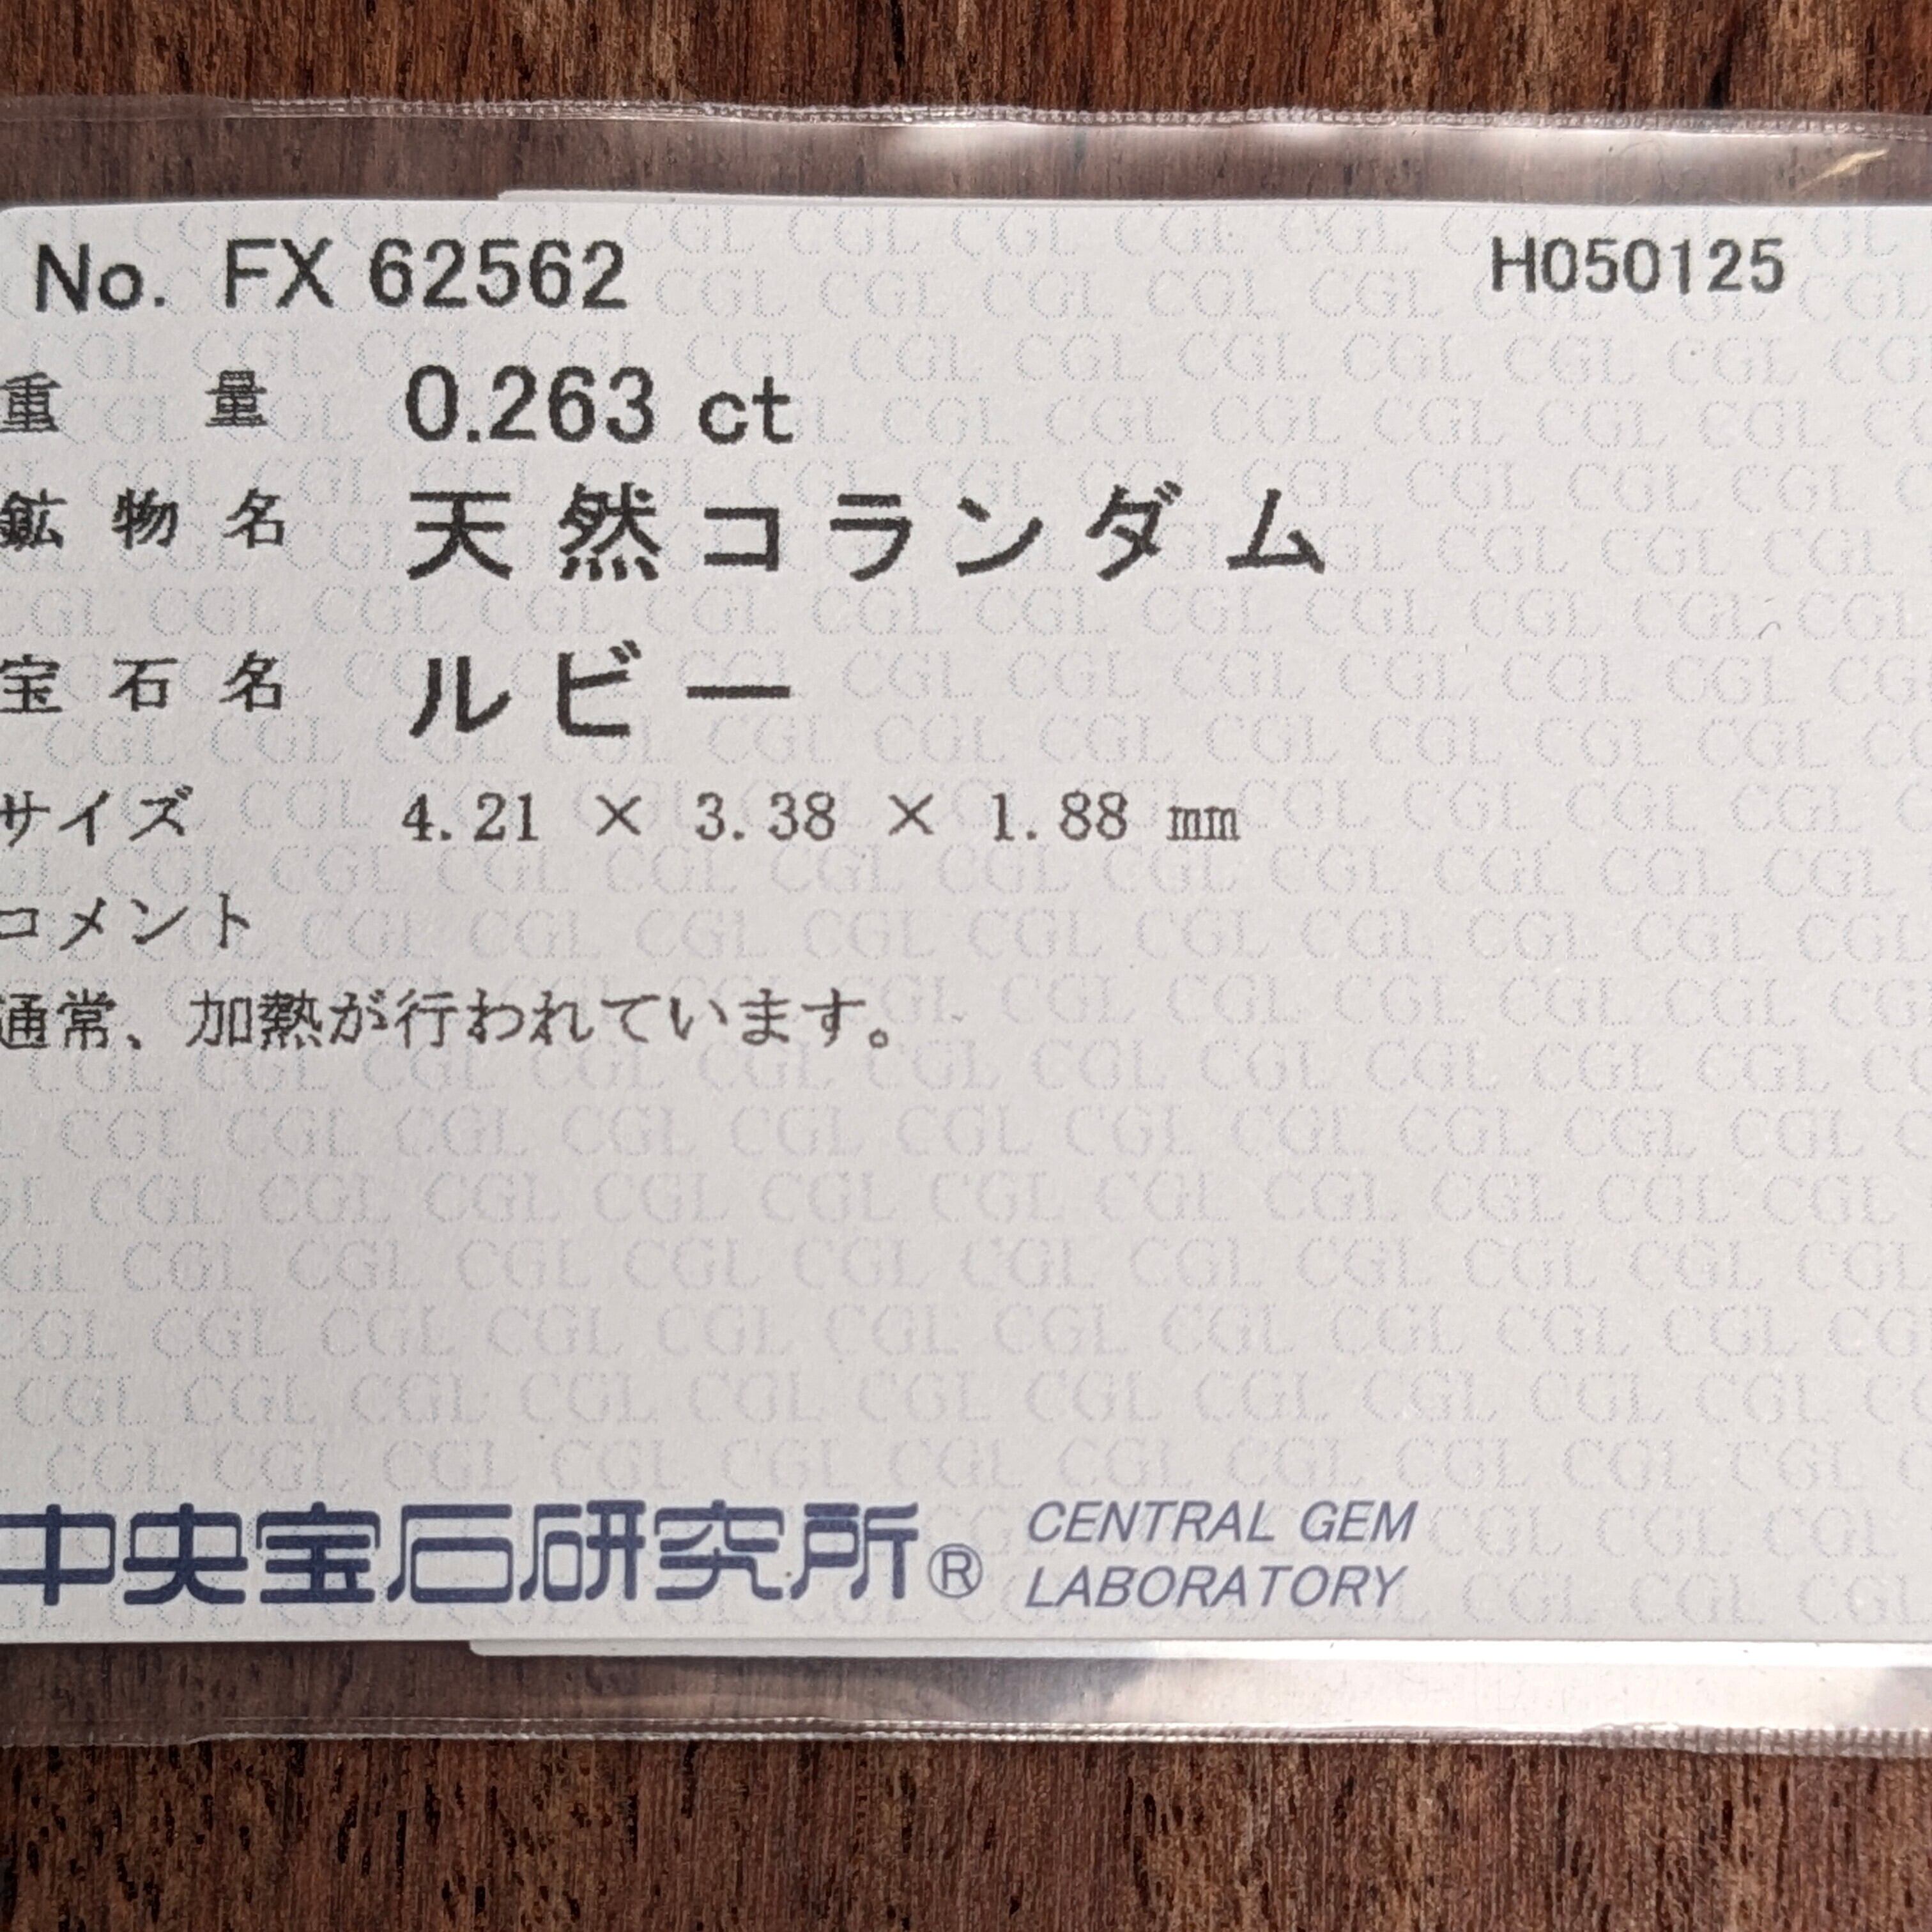 No. FX 62562 H050125
重量 0.263 ct
鉱物名 天然コランダム
宝石名 ルビー
サイズ 4.21 × 3.38 × 1.88 mm
コメント
通常、加熱が行われています。
中央宝石研究所® CENTRAL GEM
LABORATORY